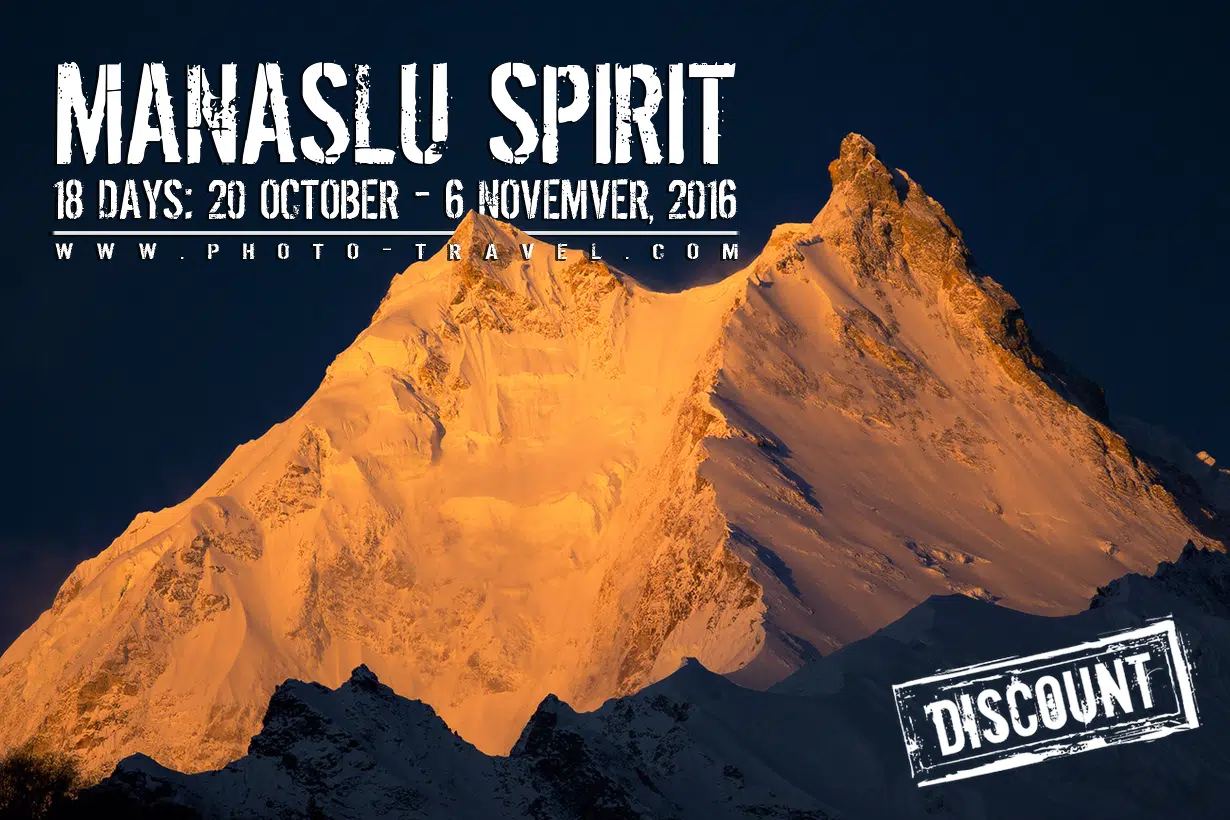 MANASLU SPIRIT
18 DAYS: 20 OCTOBER - 6 NOVEMVER, 2016
WWW.PHOTO-TRAVEL.COM
DISCOUNT